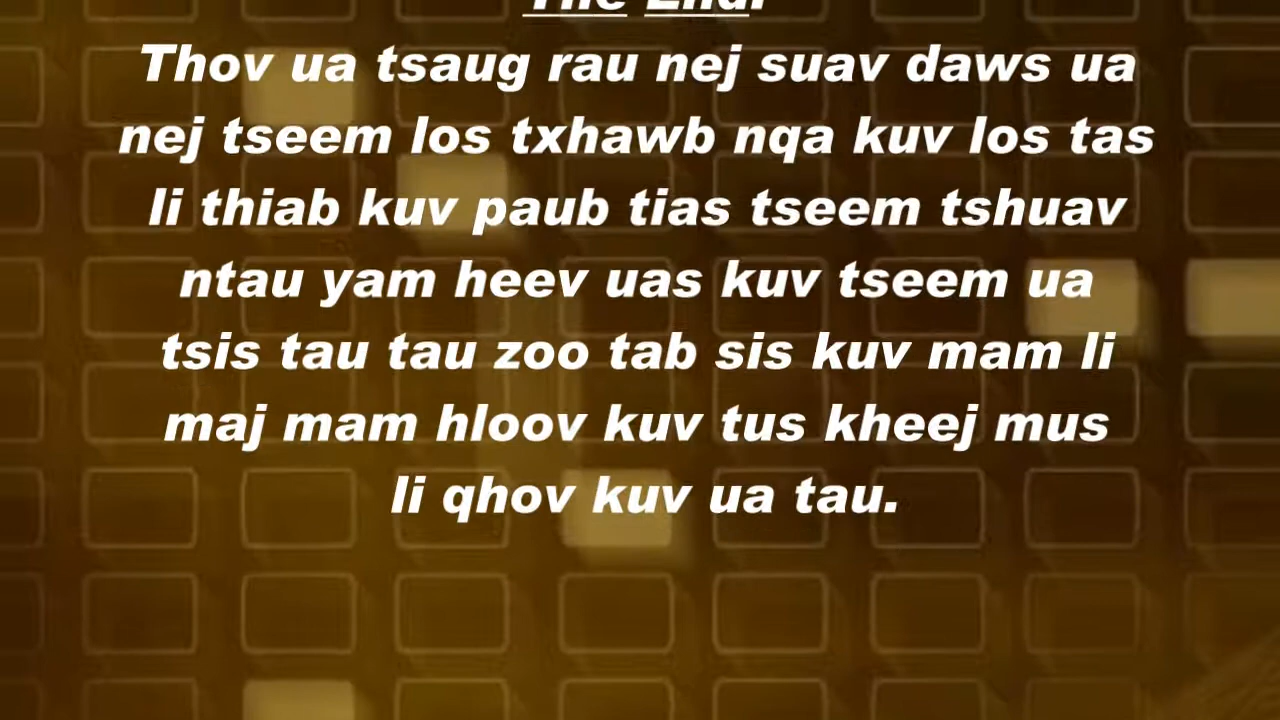 The End.
Thov ua tsaug rau nej suav daws ua
nej tseem los txhawb nqa kuv los tas
li thiab kuv paub tias tseem tshuav
ntau yam heev uas kuv tseem ua
tsis tau tau zoo tab sis kuv mam li
maj mam hloov kuv tus kheej mus
li qhov kuv ua tau.